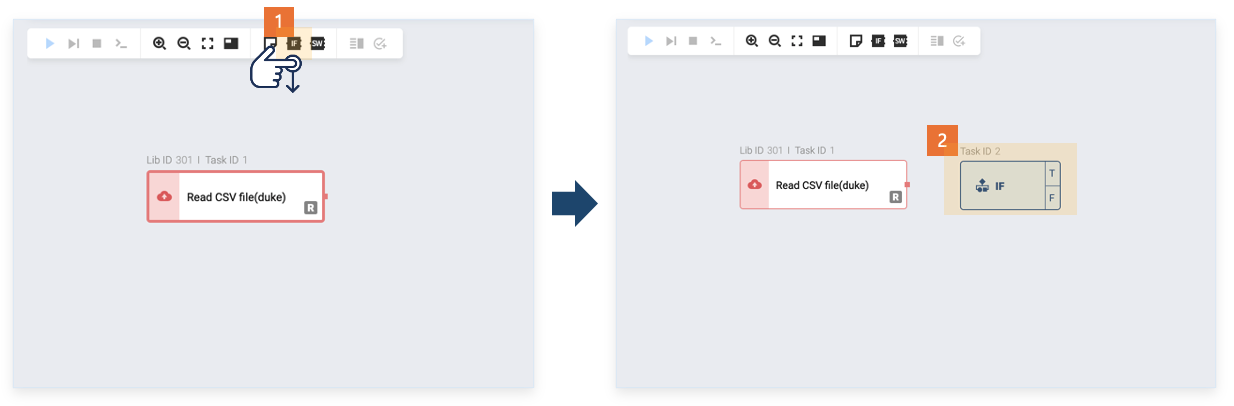 1
IF SW
Lib ID 301 | Task ID 1
Read CSV file(duke)
R
IF SW
Lib ID 301 | Task ID 1
Read CSV file(duke)
R
2
Task ID 2
IF
T
F